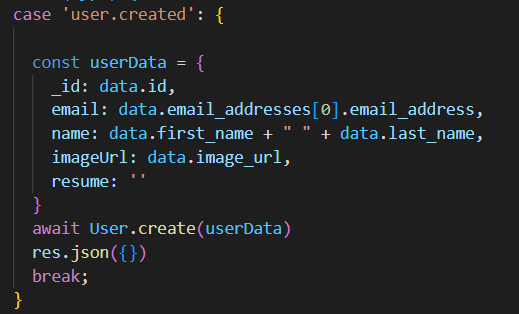 case 'user.created': {
const userData = {
_id: data.id,
email: data.email_addresses[0].email_address,
name: data.first_name + " " + data.last_name,
imageUrl: data.image_url,
resume: ''
}
await User.create(userData)
res.json({})
break;
}